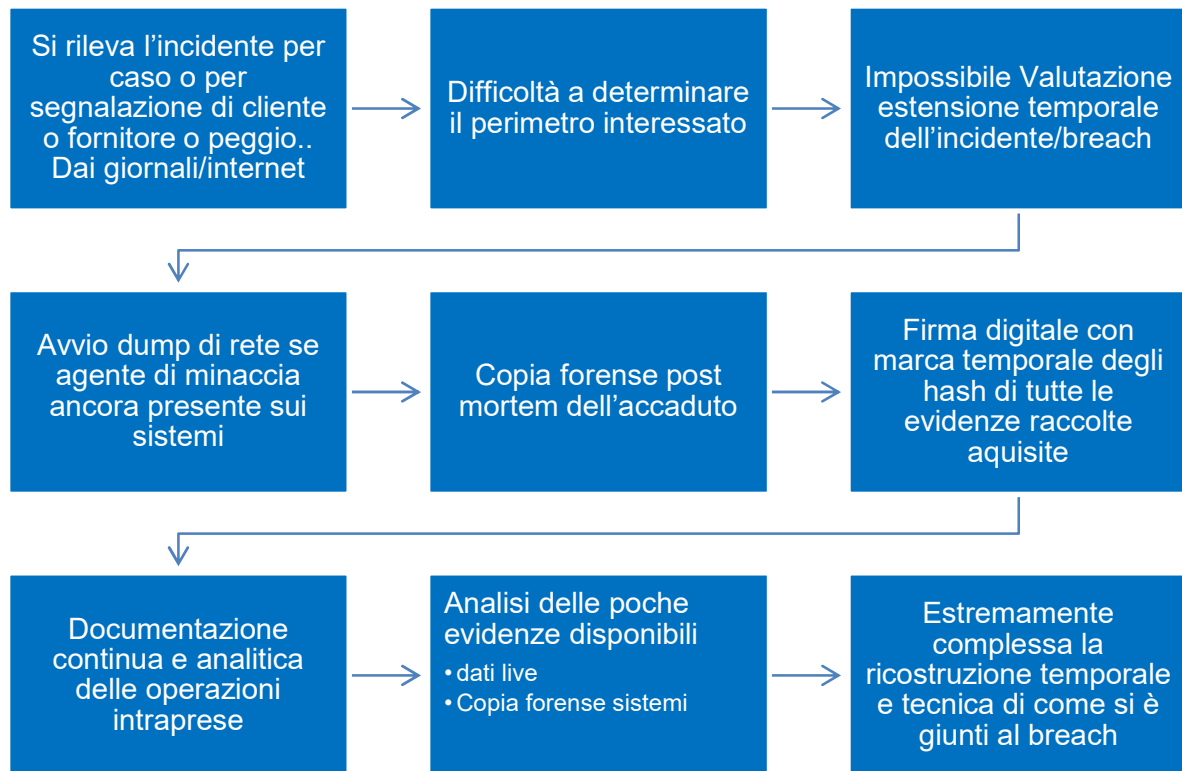 Si rileva l’incidente per
caso o per
segnalazione di cliente
o fornitore o peggio..
Dai giornali/internet
Difficoltà a determinare
il perimetro interessato
Impossibile Valutazione
estensione temporale
dell’incidente/breach
Avvio dump di rete se
agente di minaccia
ancora presente sui
sistemi
Copia forense post
mortem dell’accaduto
Firma digitale con
marca temporale degli
hash di tutte le
evidenze raccolte
aquisite
Documentazione
continua e analitica
delle operazioni
intraprese
Analisi delle poche
evidenze disponibili
• dati live
• Copia forense sistemi
Estremamente
complessa la
ricostruzione temporale
e tecnica di come si è
giunti al breach